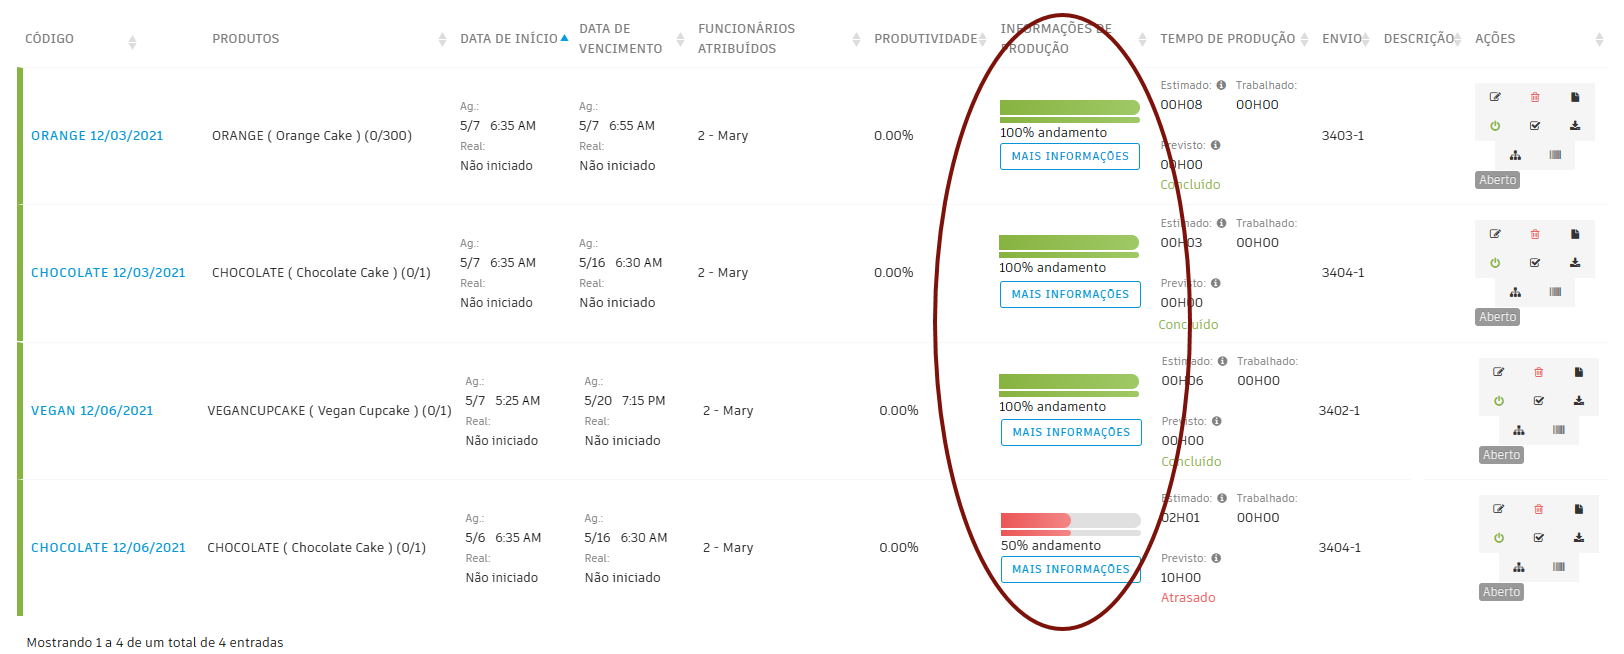 CÓDIGO PRODUTOS DATA DE INÍCIO DATA DE VENCIMENTO FUNCIONÁRIOS ATRIBUÍDOS PRODUTIVIDADE INFORMAÇÕES DE PRODUÇÃO TEMPO DE PRODUÇÃO ENVIO DESCRIÇÃO AÇÕES
ORANGE 12/03/2021
ORANGE ( Orange Cake ) (0/300)
Ag.:
5/7 6:35 AM
Real:
Não iniciado
Ag.:
5/7 6:55 AM
Real:
Não iniciado
2 - Mary
0.00%
100% andamento
MAIS INFORMAÇÕES
Estimado: Trabalhado:
00H08 00H00
Previsto:
00H00
Concluído
3403-1
Aberto
CHOCOLATE 12/03/2021
CHOCOLATE ( Chocolate Cake ) (0/1)
Ag.:
5/7 6:35 AM
Real:
Não iniciado
Ag.:
5/16 6:30 AM
Real:
Não iniciado
2 - Mary
0.00%
100% andamento
MAIS INFORMAÇÕES
Estimado: Trabalhado:
00H03 00H00
Previsto:
00H00
Concluído
3404-1
Aberto
VEGAN 12/06/2021
VEGANCUPCAKE ( Vegan Cupcake ) (0/1)
Ag.:
5/7 5:25 AM
Real:
Não iniciado
Ag.:
5/20 7:15 PM
Real:
Não iniciado
2 - Mary
0.00%
100% andamento
MAIS INFORMAÇÕES
Estimado: Trabalhado:
00H06 00H00
Previsto:
00H00
Concluído
3402-1
Aberto
CHOCOLATE 12/06/2021
CHOCOLATE ( Chocolate Cake ) (0/1)
Ag.:
5/6 6:35 AM
Real:
Não iniciado
Ag.:
5/16 6:30 AM
Real:
Não iniciado
2 - Mary
0.00%
50% andamento
MAIS INFORMAÇÕES
Estimado: Trabalhado:
02H01 00H00
Previsto:
10H00
Atrasado
3404-1
Aberto
Mostrando 1 a 4 de um total de 4 entradas